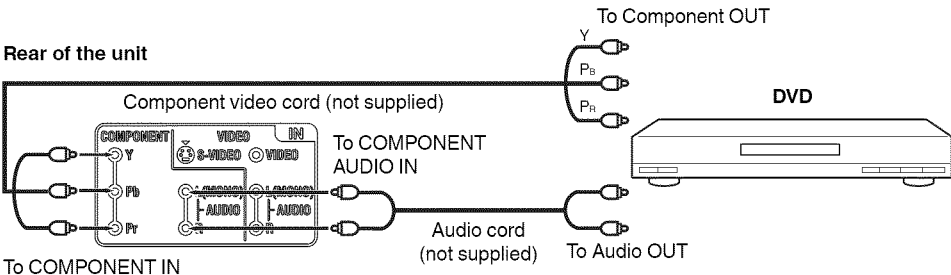 To Component OUT
Y
Rear of the unit
PB
DVD
Component video cord (not supplied)
PR
COMPONENT VIDEO IN
To COMPONENT
AUDIO IN
Y S-VIDEO VIDEO
Pb L(MONO) L(MONO)
AUDIO AUDIO
Pr R R
Audio cord
(not supplied)
To Audio OUT
To COMPONENT IN